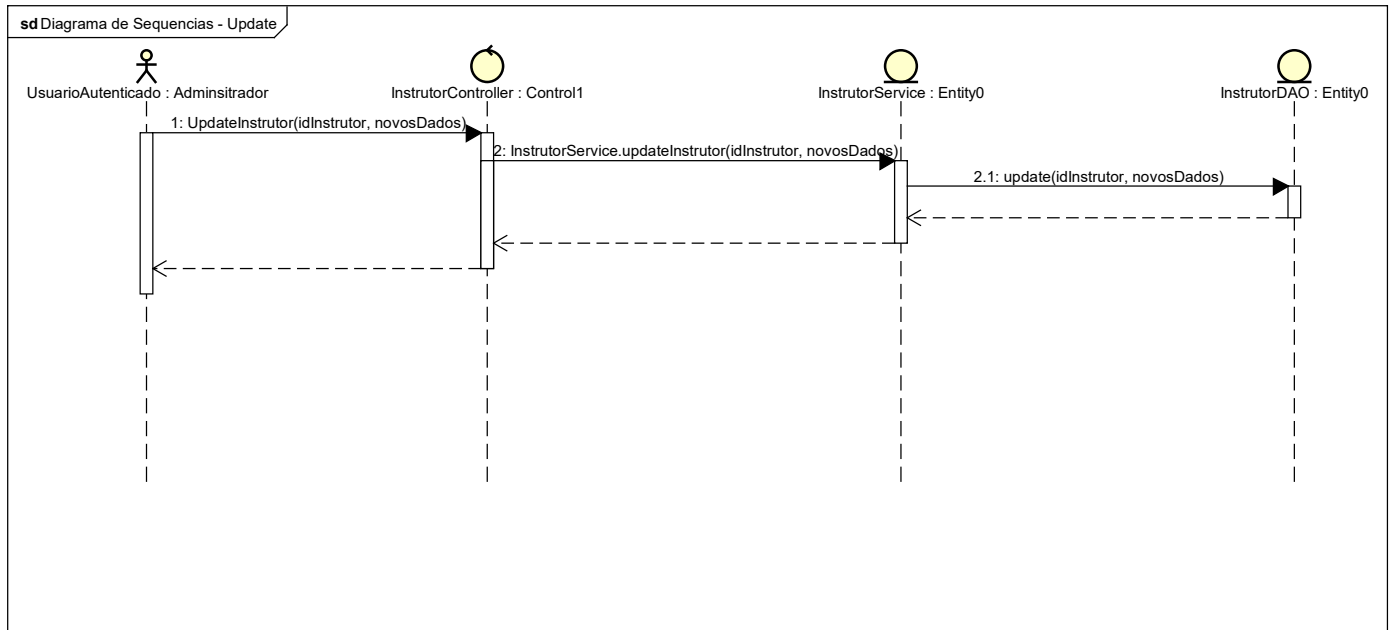 sd Diagrama de Sequencias - Update
UsuarioAutenticado : Adminsitrador
InstrutorController : Control1
InstrutorService : Entity0
InstrutorDAO : Entity0
1: UpdateInstrutor(idInstrutor, novosDados)
2: InstrutorService.updateInstrutor(idInstrutor, novosDados)
2.1: update(idInstrutor, novosDados)